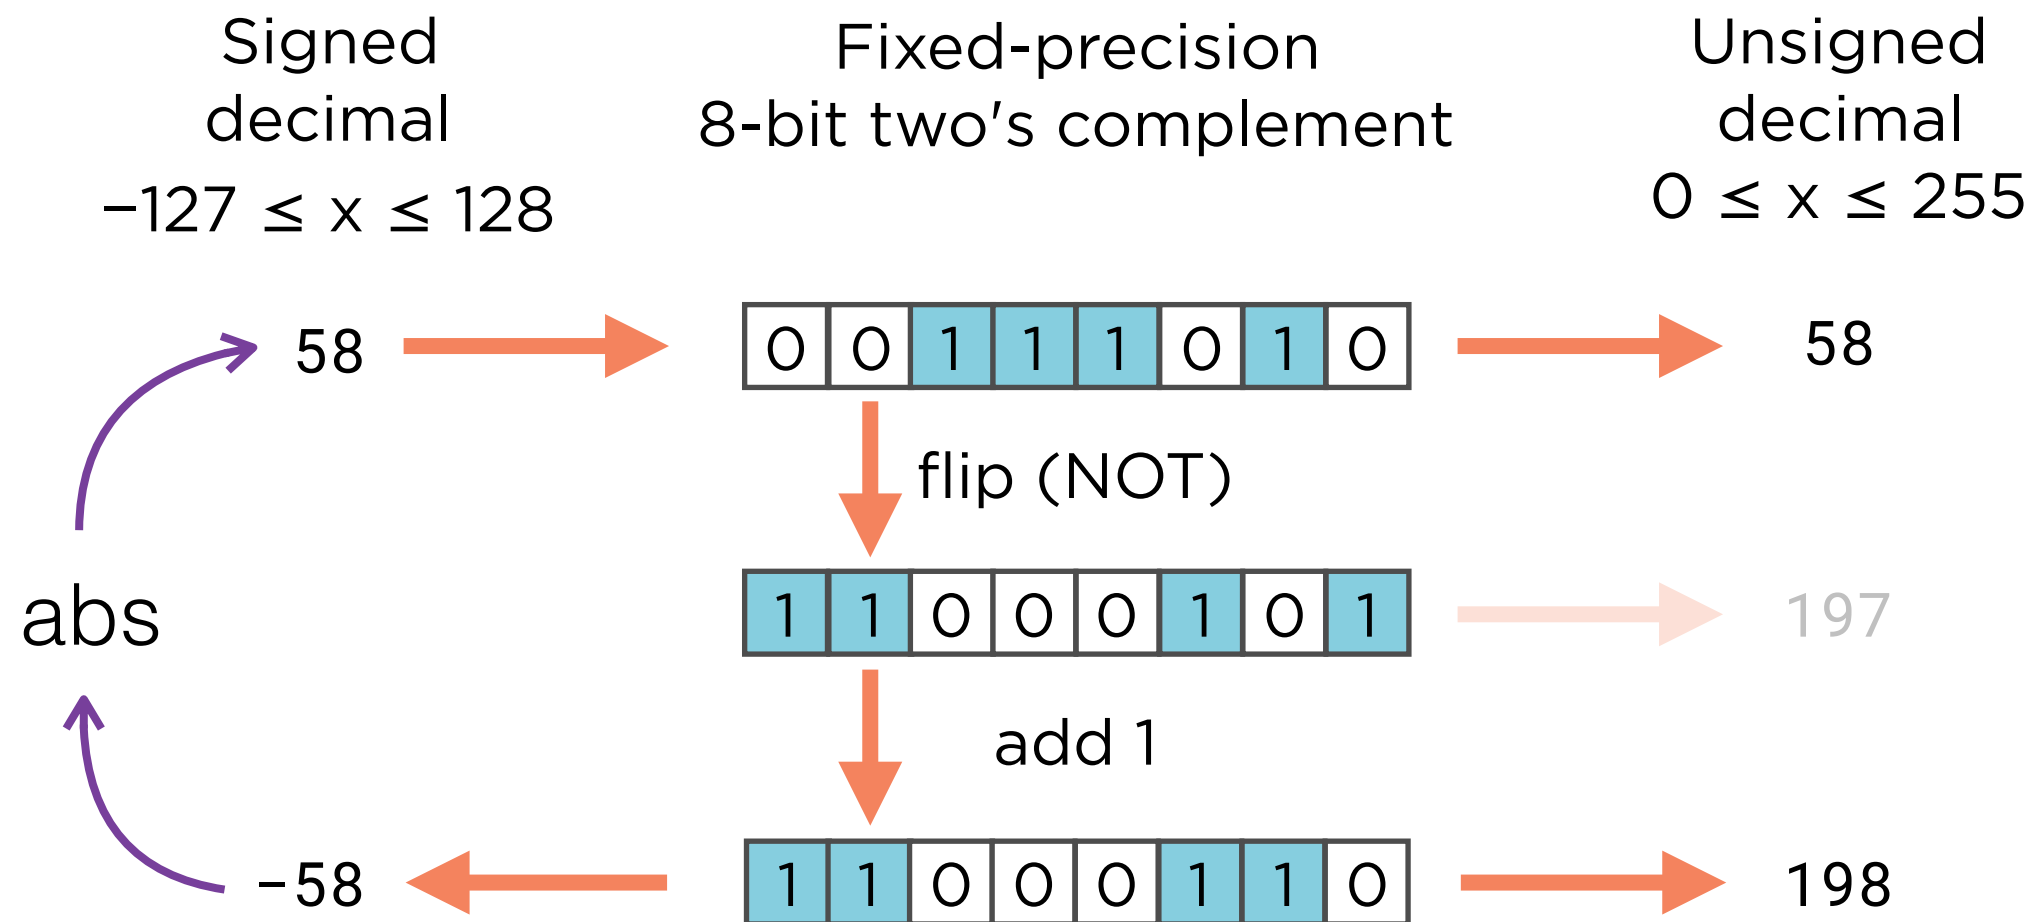 Signed
decimal
−127 ≤ x ≤ 128
Fixed-precision
8-bit two's complement
Unsigned
decimal
0 ≤ x ≤ 255
58
0 0 1 1 1 0 1 0
58
flip (NOT)
abs
1 1 0 0 0 1 0 1
197
add 1
−58
1 1 0 0 0 1 1 0
198